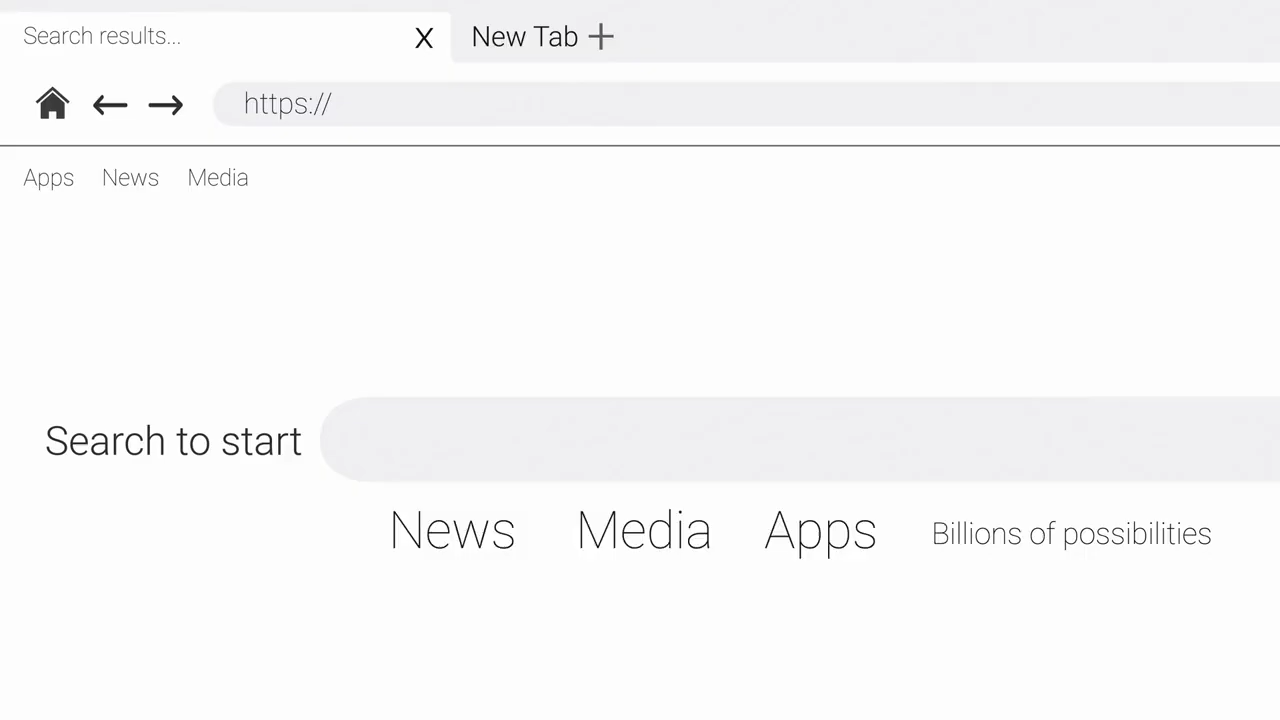 Search results... X New Tab +
https://
Apps News Media
Search to start
News Media Apps Billions of possibilities